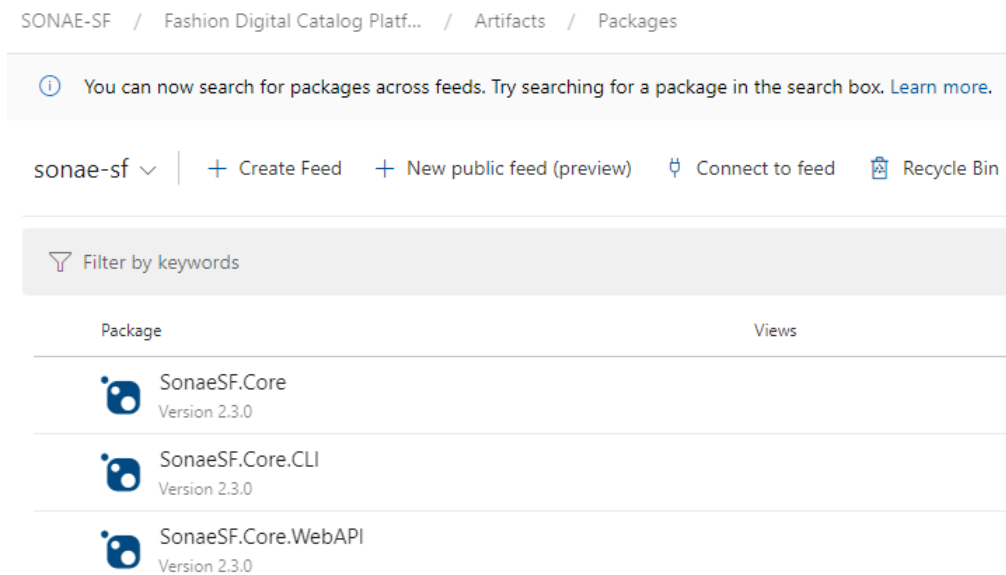 SONAE-SF / Fashion Digital Catalog Platf... / Artifacts / Packages
You can now search for packages across feeds. Try searching for a package in the search box. Learn more.
sonae-sf + Create Feed + New public feed (preview) Connect to feed Recycle Bin
Filter by keywords
Package Views
SonaeSF.Core
Version 2.3.0
SonaeSF.Core.CLI
Version 2.3.0
SonaeSF.Core.WebAPI
Version 2.3.0